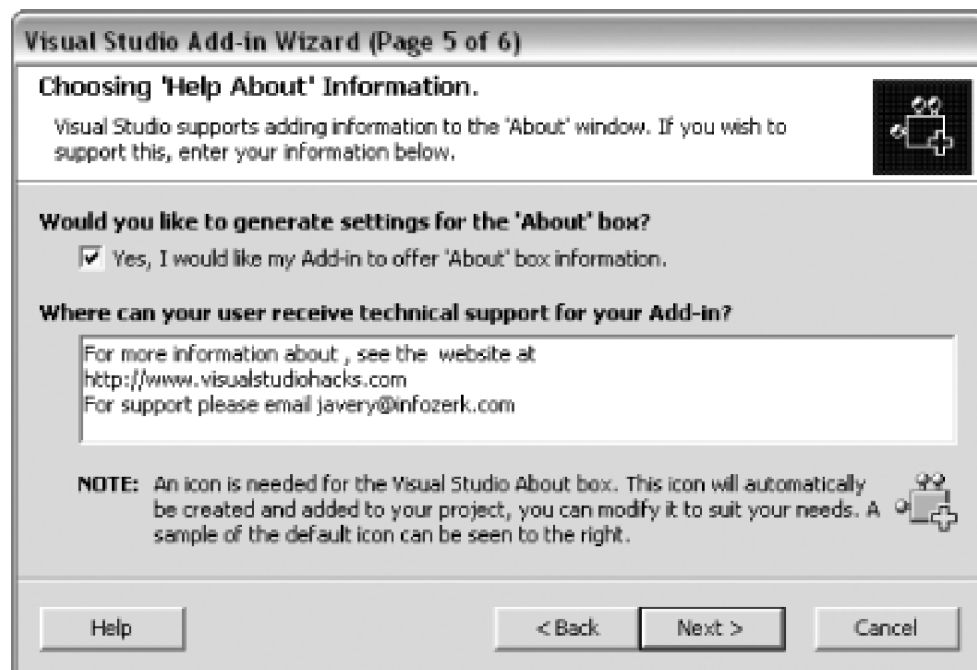 Visual Studio Add-in Wizard (Page 5 of 6)
Choosing 'Help About' Information.
Visual Studio supports adding information to the 'About' window. If you wish to
support this, enter your information below.
Would you like to generate settings for the 'About' box?
Yes, I would like my Add-in to offer 'About' box information.
Where can your user receive technical support for your Add-in?
For more information about , see the  website at
http://www.visualstudiohacks.com
For support please email javery@infozerk.com
NOTE: An icon is needed for the Visual Studio About box. This icon will automatically
be created and added to your project, you can modify it to suit your needs. A
sample of the default icon can be seen to the right.
Help
< Back
Next >
Cancel